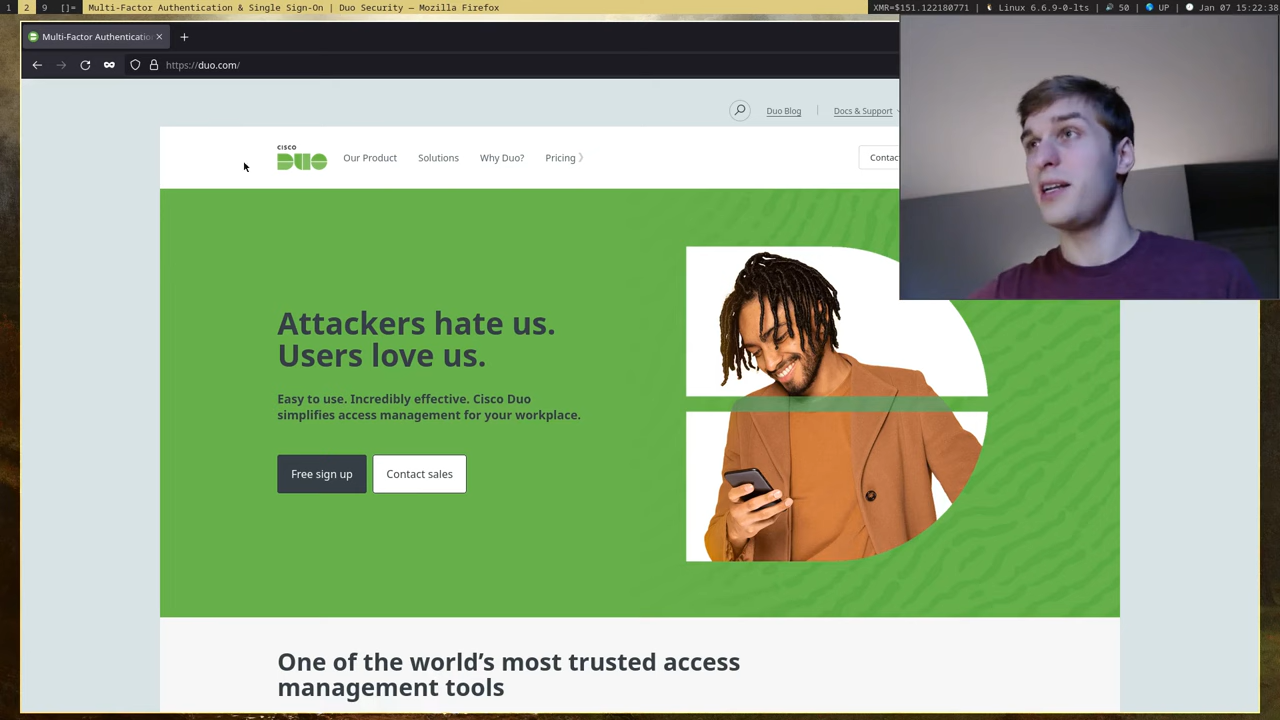 1 2 9 []= Multi-Factor Authentication & Single Sign-On | Duo Security — Mozilla Firefox
XMR=$151.122180771 | Linux 6.6.9-0-lts | 50 | UP | Jan 07 15:22:38
Multi-Factor Authentication
https://duo.com/
Duo Blog | Docs & Support
CISCO
DUO
Our Product Solutions Why Duo? Pricing
Contac
Attackers hate us.
Users love us.
Easy to use. Incredibly effective. Cisco Duo
simplifies access management for your workplace.
Free sign up Contact sales
One of the world’s most trusted access
management tools